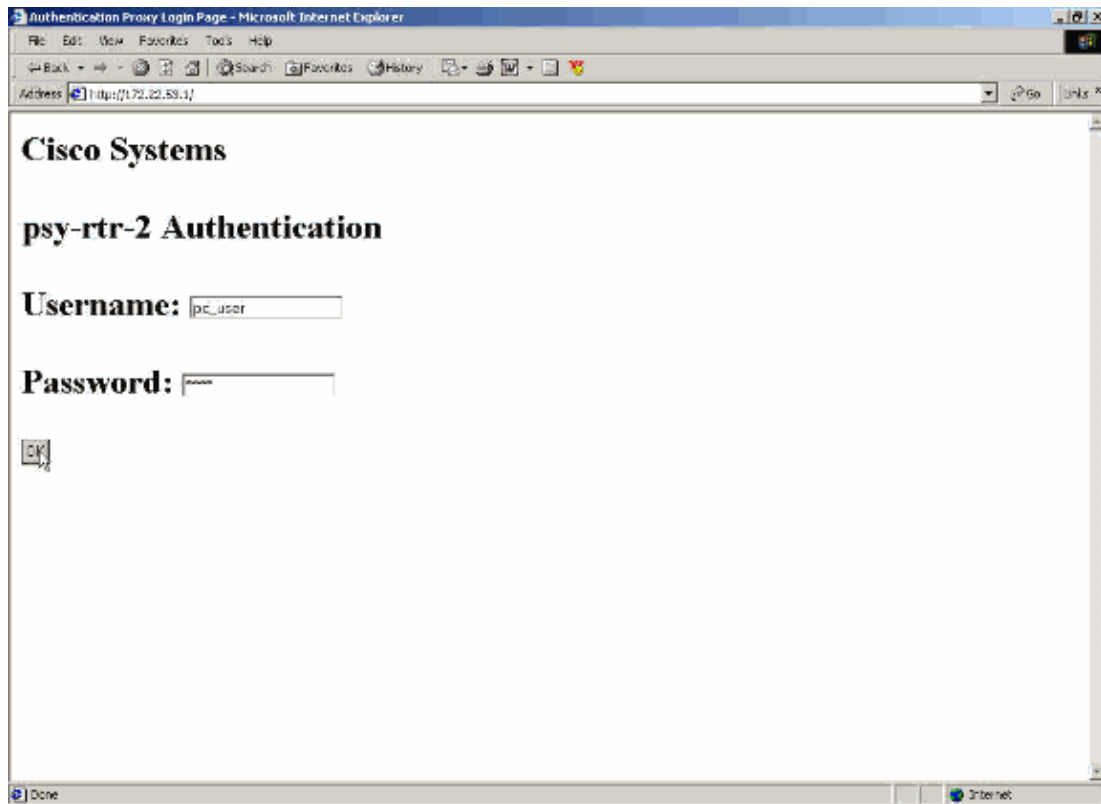 Authentication Proxy Login Page - Microsoft Internet Explorer
File Edit View Favorites Tools Help
Back Search Favorites History
Address http://172.22.53.1/ Go Links
Cisco Systems
psy-rtr-2 Authentication
Username: pc_user
Password: ****
OK
Done Internet